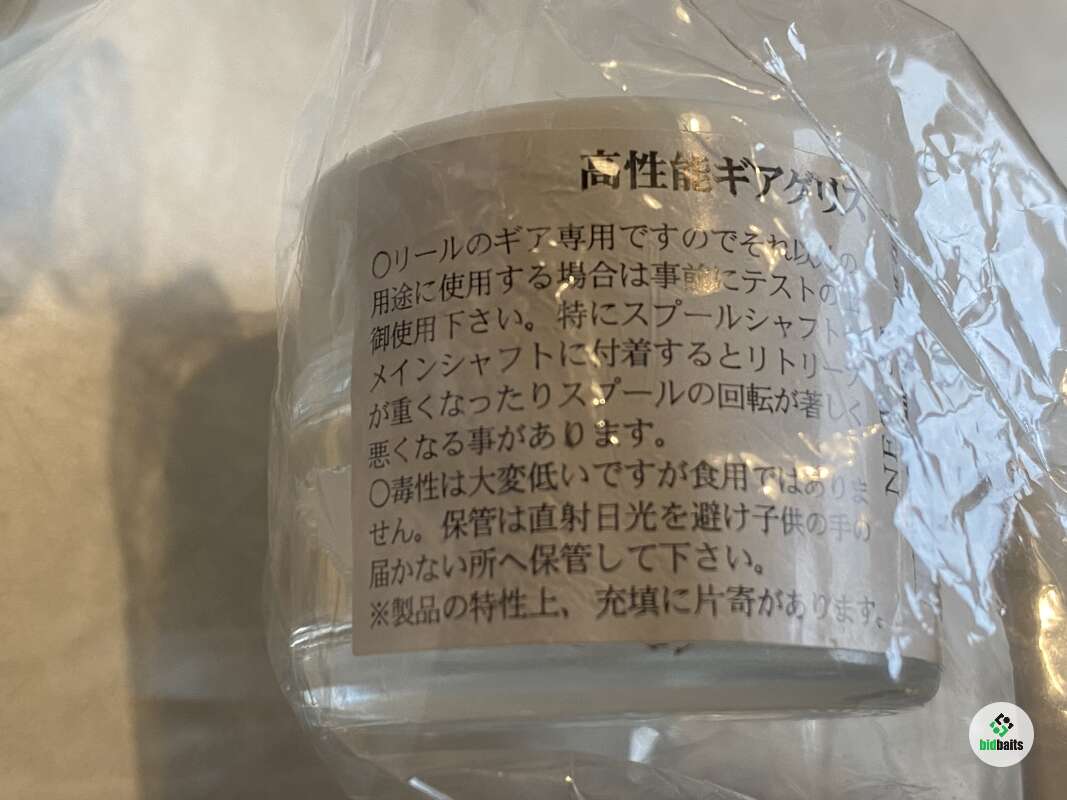 高性能ギアグリス
〇リールのギア専用ですのでそれ以外の
用途に使用する場合は事前にテストの上
御使用下さい。特にスプールシャフト
メインシャフトに付着するとリトリーブ
が重くなったりスプールの回転が著しく
悪くなる事があります。
〇毒性は大変低いですが食用ではありま
せん。保管は直射日光を避け子供の手の
届かない所へ保管して下さい。
※製品の特性上、充填に片寄があります。
bidbaits